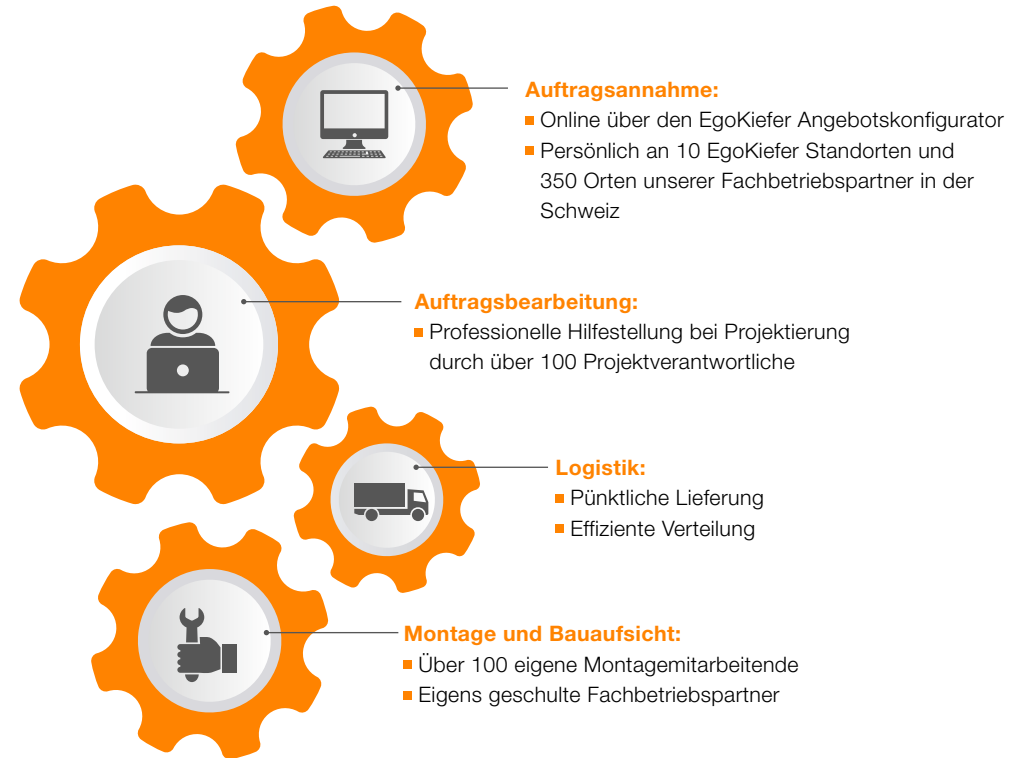 Auftragsannahme:
Online über den EgoKiefer Angebotskonfigurator
Persönlich an 10 EgoKiefer Standorten und
350 Orten unserer Fachbetriebspartner in der
Schweiz
Auftragsbearbeitung:
Professionelle Hilfestellung bei Projektierung
durch über 100 Projektverantwortliche
Logistik:
Pünktliche Lieferung
Effiziente Verteilung
Montage und Bauaufsicht:
Über 100 eigene Montagemitarbeitende
Eigens geschulte Fachbetriebspartner